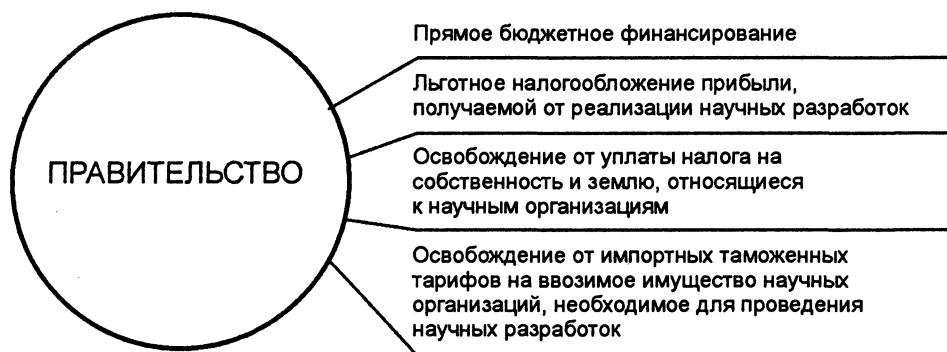 Прямое бюджетное финансирование
Льготное налогообложение прибыли,
получаемой от реализации научных разработок
ПРАВИТЕЛЬСТВО
Освобождение от уплаты налога на
собственность и землю, относящиеся
к научным организациям
Освобождение от импортных таможенных
тарифов на ввозимое имущество научных
организаций, необходимое для проведения
научных разработок